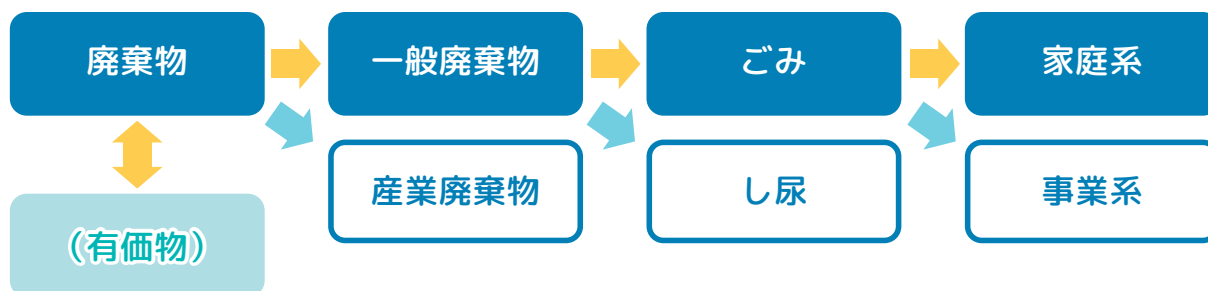 廃棄物
一般廃棄物
ごみ
家庭系
産業廃棄物
し尿
事業系
（有価物）